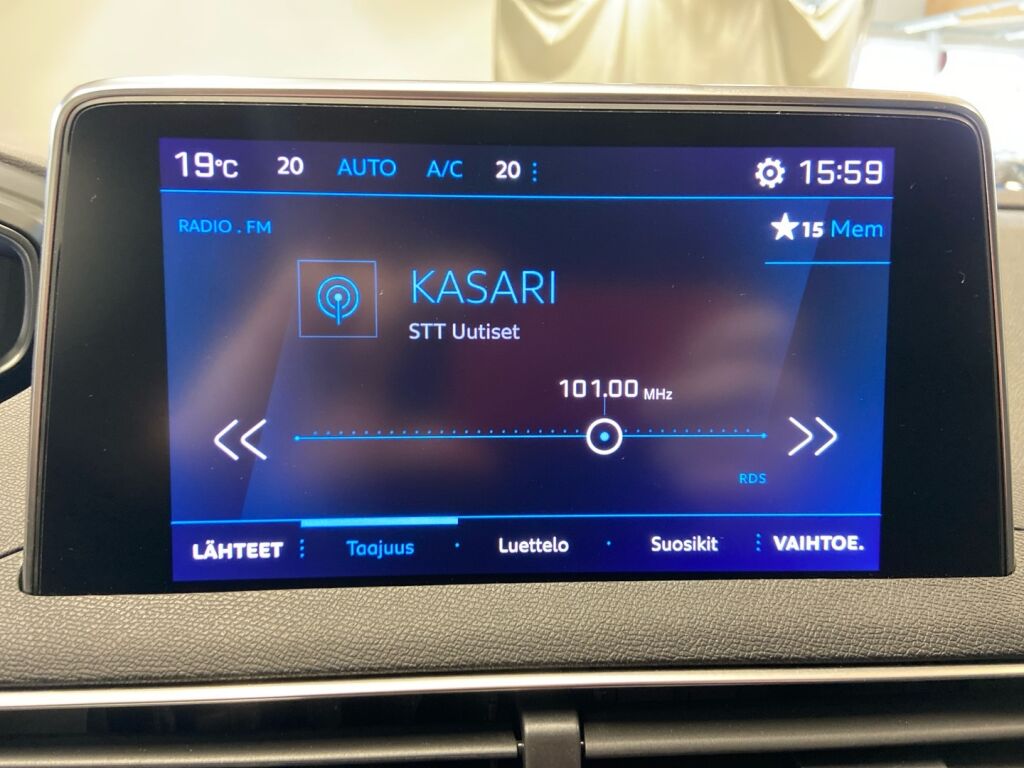 19°C 20 AUTO A/C 20 15:59
RADIO . FM
15 Mem
KASARI
STT Uutiset
101.00 MHz
RDS
LÄHTEET Taajuus Luettelo Suosikit VAIHTOE.